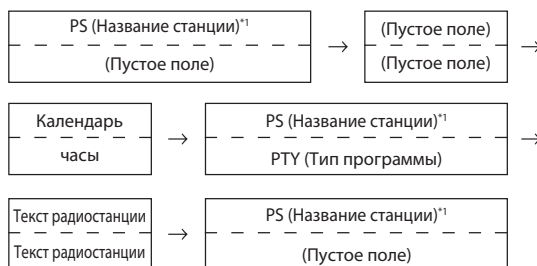 PS (Название станции)*1
(Пустое поле)
→
(Пустое поле)
(Пустое поле)
→
Календарь
часы
→
PS (Название станции)*1
PTY (Тип программы)
→
Текст радиостанции
Текст радиостанции
→
PS (Название станции)*1
(Пустое поле)